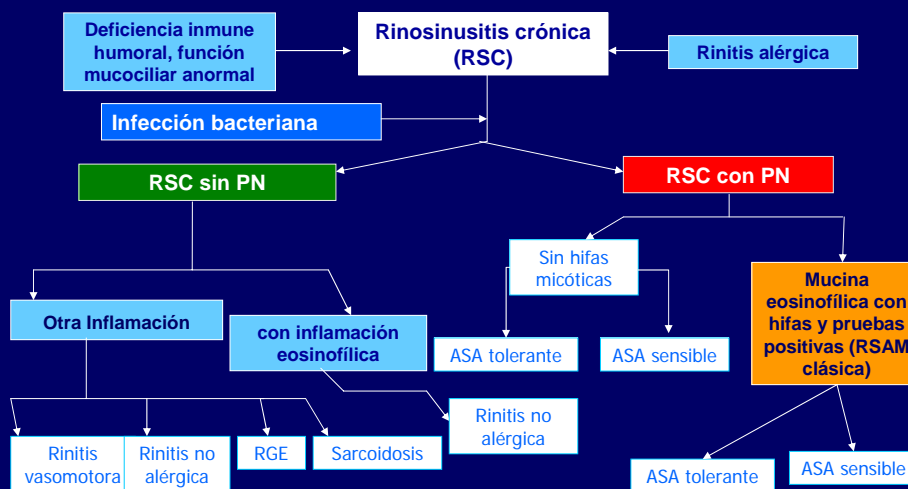 Deficiencia inmune
humoral, función
mucociliar anormal
Rinosinusitis crónica
(RSC)
Rinitis alérgica
Infección bacteriana
RSC sin PN
RSC con PN
Sin hifas
micóticas
Mucina
eosinofílica con
hifas y pruebas
positivas (RSAM
clásica)
Otra Inflamación
con inflamación
eosinofílica
ASA tolerante
ASA sensible
Rinitis
vasomotora
Rinitis no
alérgica
RGE
Sarcoidosis
Rinitis no
alérgica
ASA tolerante
ASA sensible